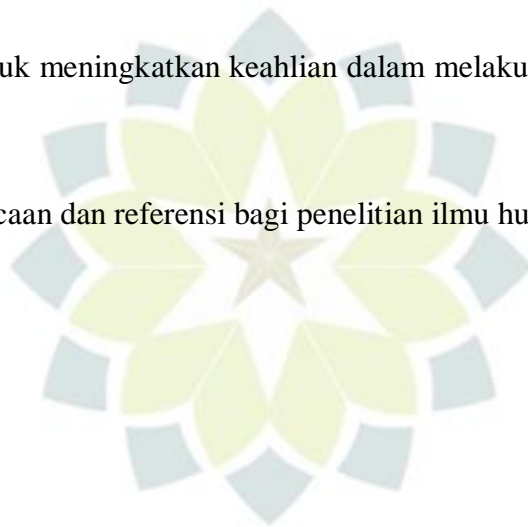 uk meningkatkan keahlian dalam melaku
caan dan referensi bagi penelitian ilmu hu